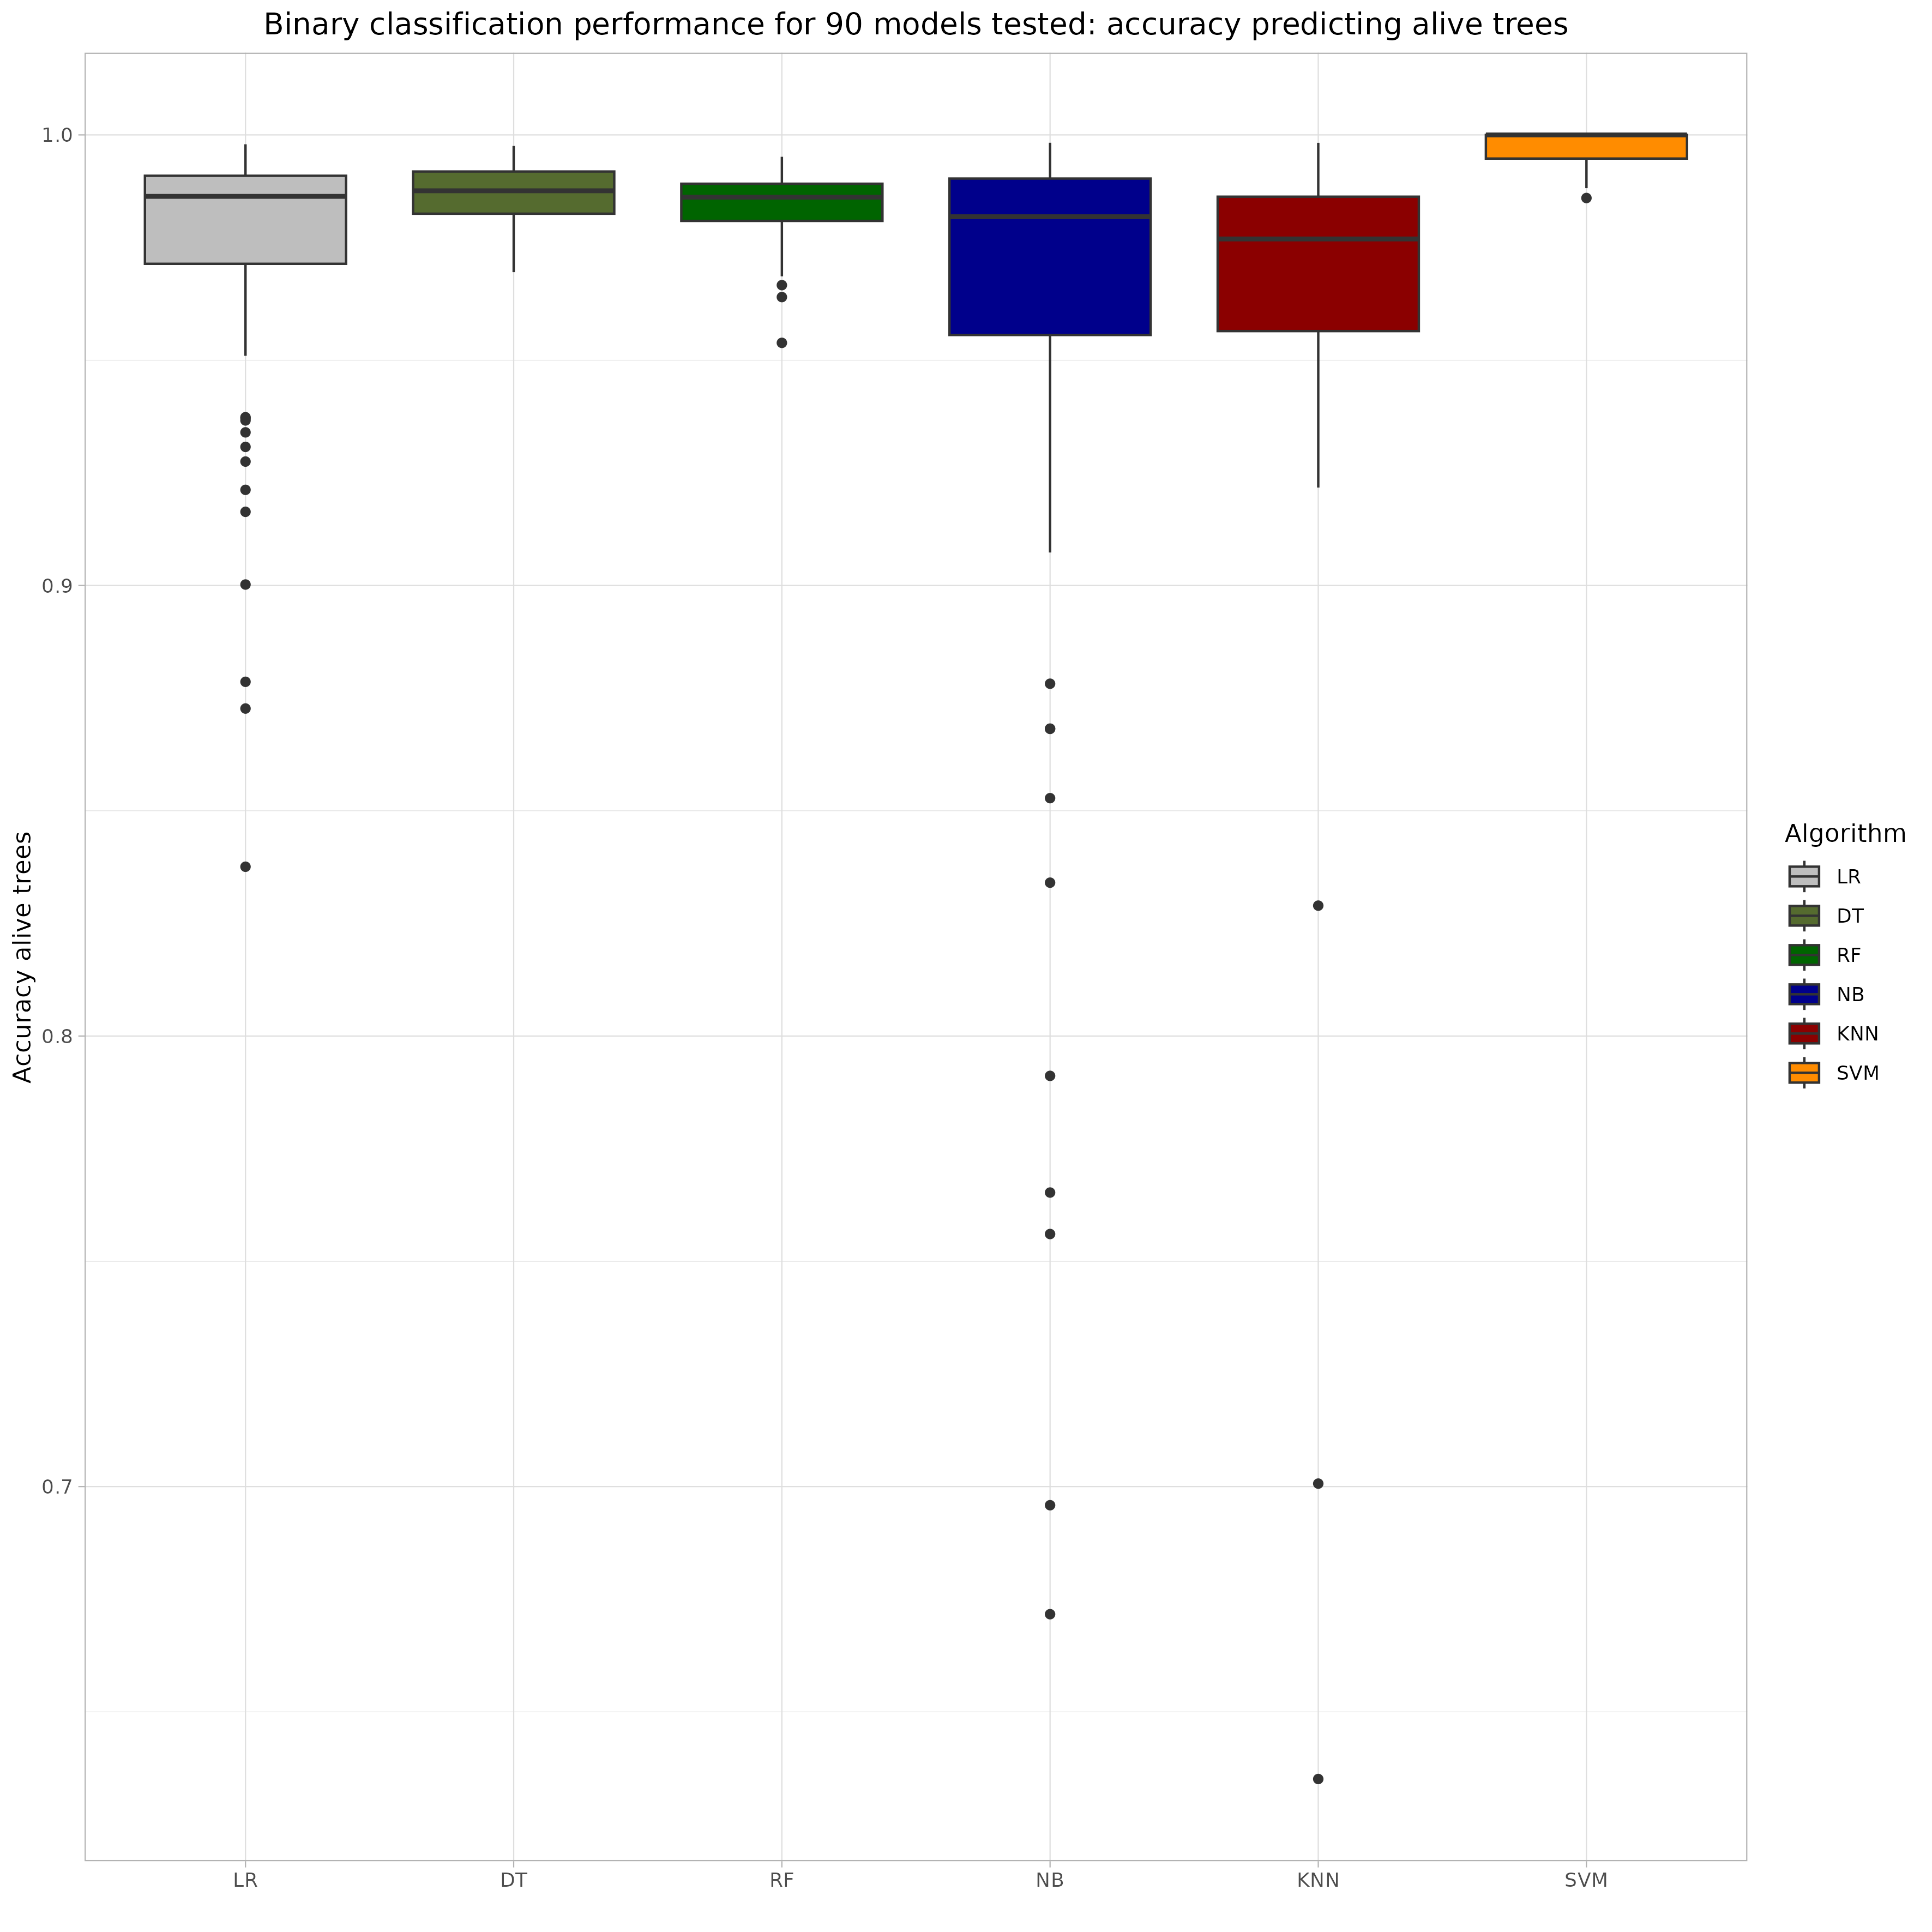 Binary classification performance for 90 models tested: accuracy predicting alive trees
Accuracy alive trees
1.0
0.9
0.8
0.7
LR
DT
RF
NB
KNN
SVM
Algorithm
LR
DT
RF
NB
KNN
SVM